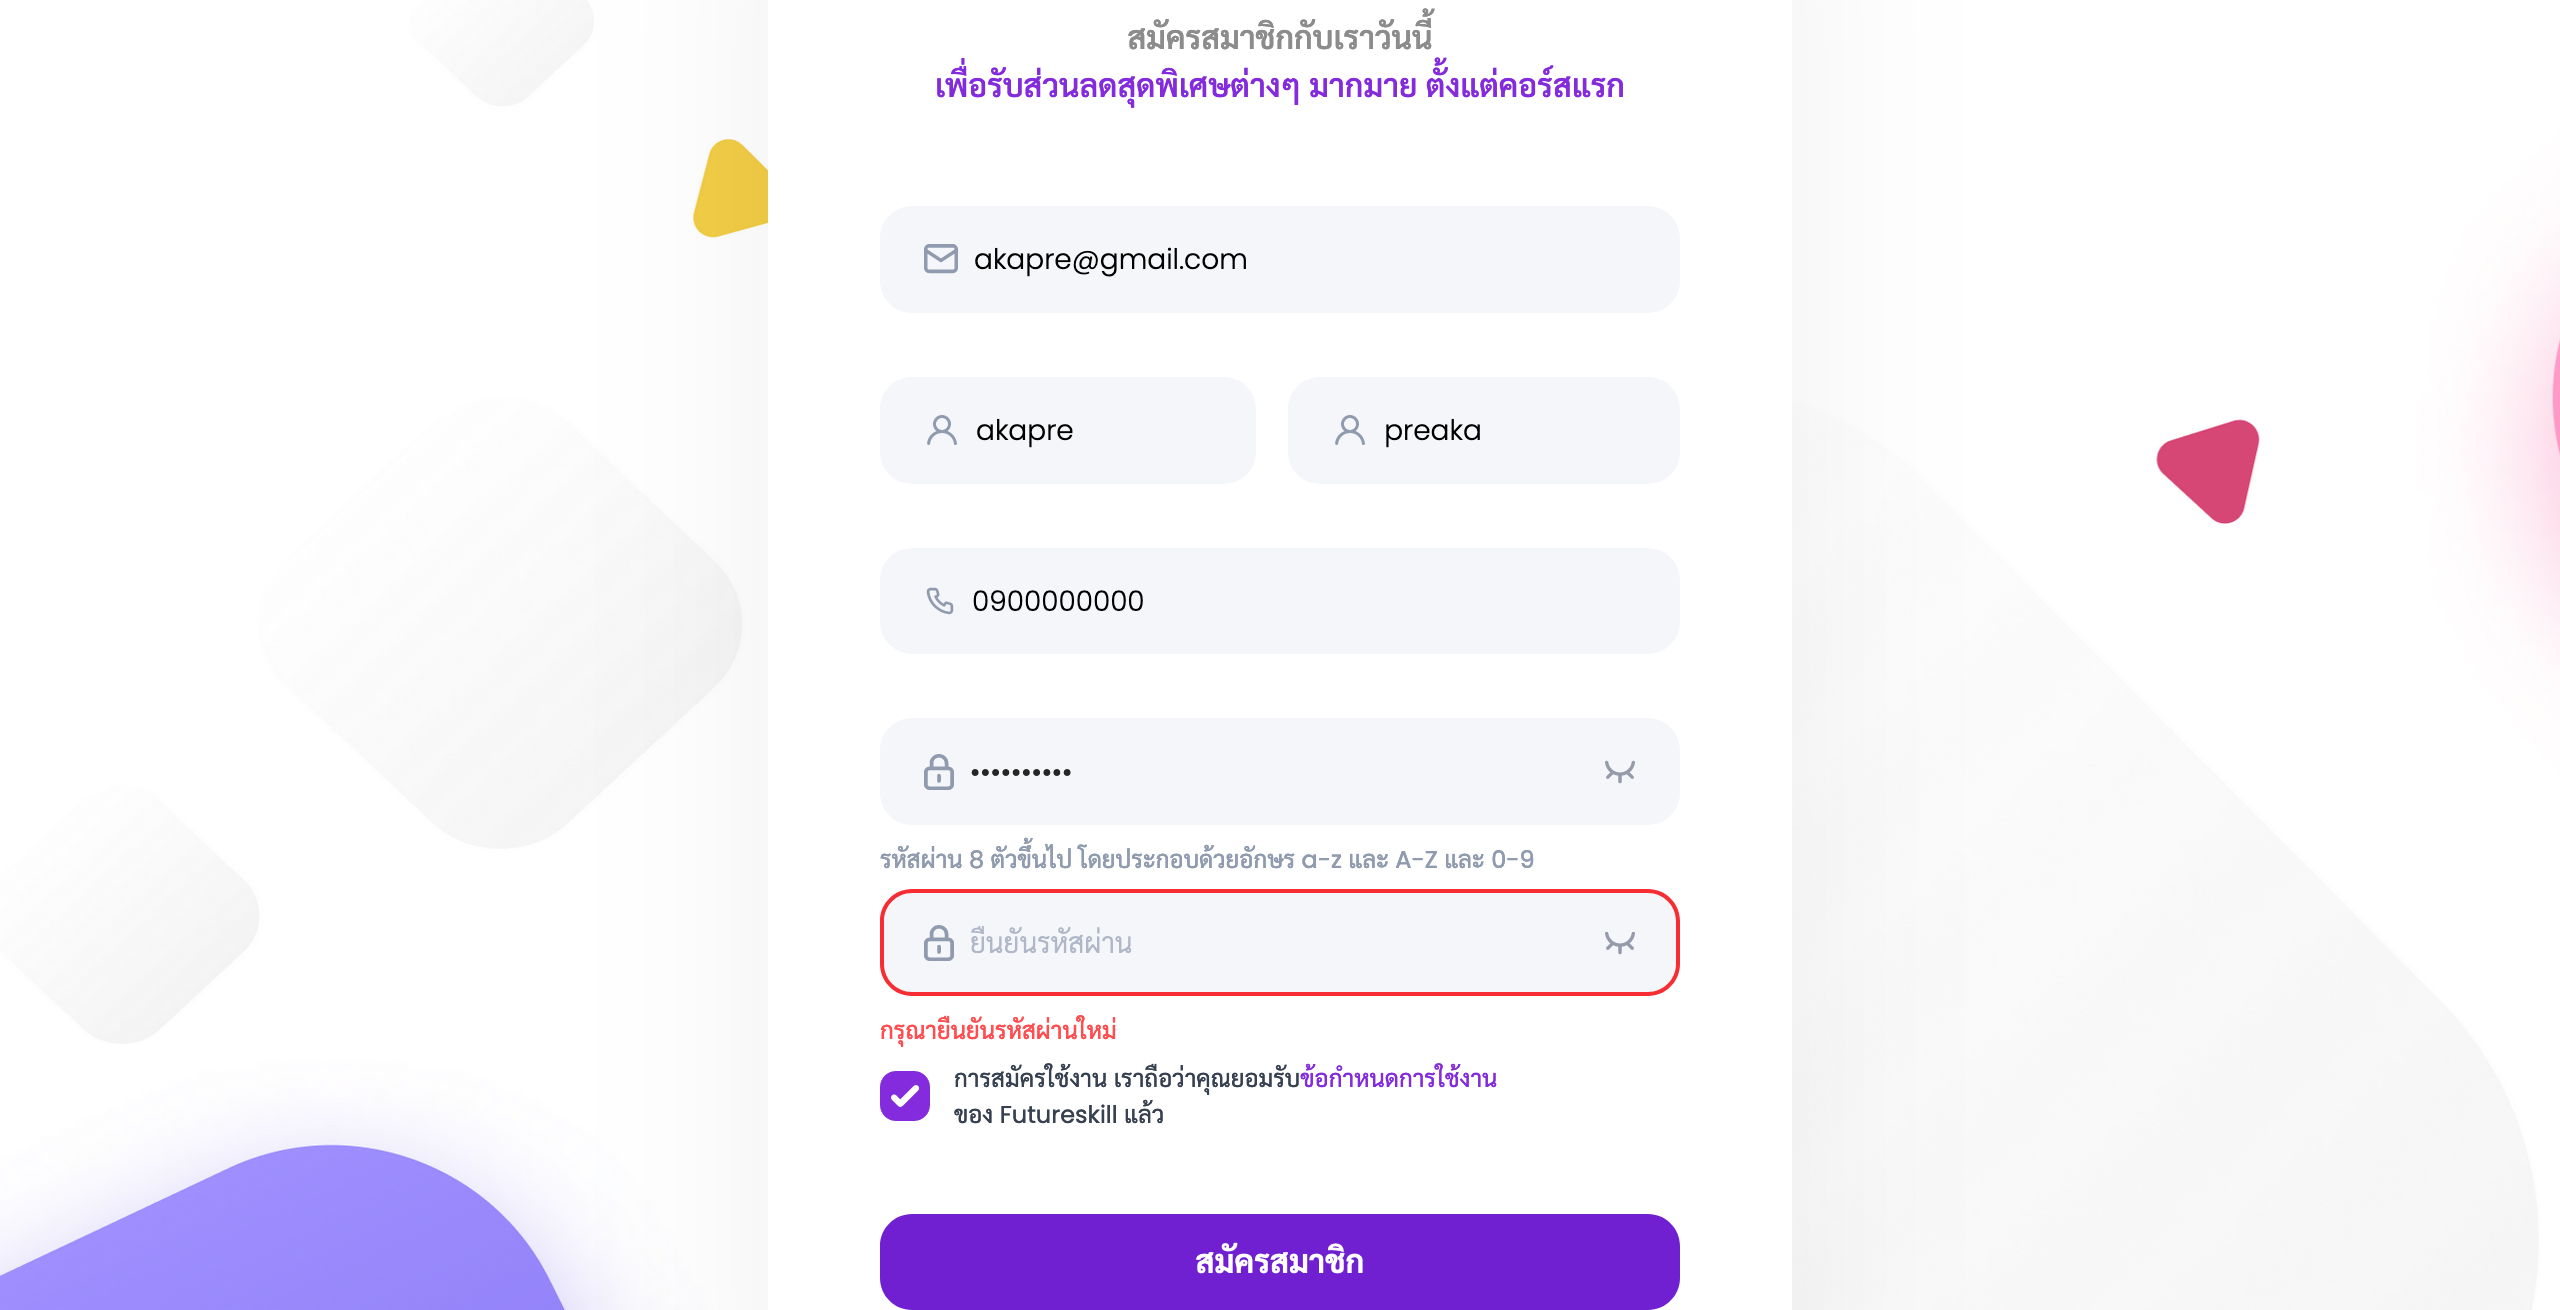 สมัครสมาชิกกับเราวันนี้
เพื่อรับส่วนลดสุดพิเศษต่างๆ มากมาย ตั้งแต่คอร์สแรก
akapre@gmail.com
akapre
preaka
0900000000
••••••••••
รหัสผ่าน 8 ตัวขึ้นไป โดยประกอบด้วยอักษร a-z และ A-Z และ 0-9
ยืนยันรหัสผ่าน
กรุณายืนยันรหัสผ่านใหม่
การสมัครใช้งาน เราถือว่าคุณยอมรับข้อกำหนดการใช้งาน
ของ Futureskill แล้ว
สมัครสมาชิก